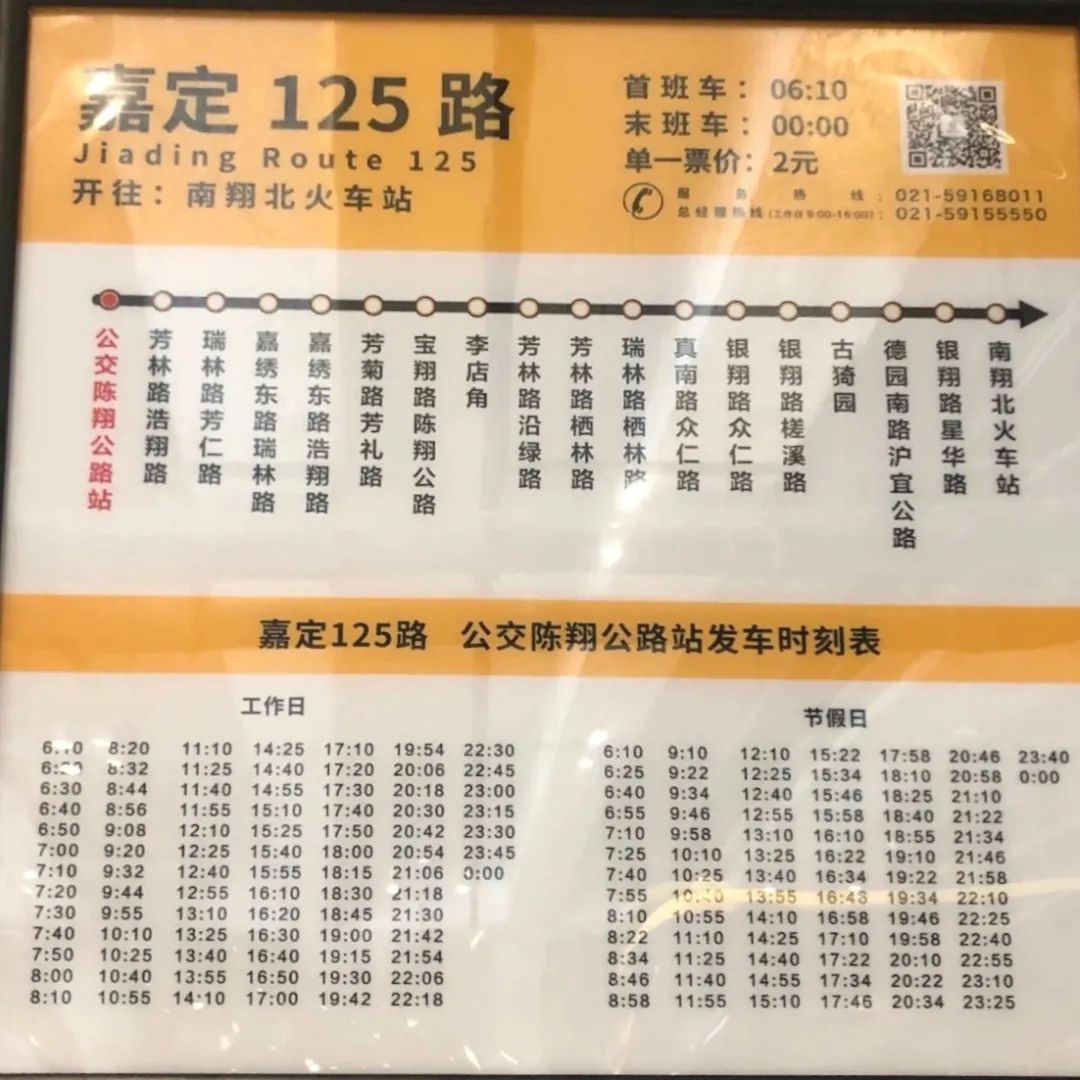 嘉定 125 路
Jiading Route 125
开往：南翔北火车站
首班车：06:10
末班车：00:00
单一票价：2元
服务热线：021-59168011
总经理热线(工作日 9:00-16:00)：021-59155550
公交陈翔公路站
芳林路浩翔路
瑞林路芳仁路
嘉绣东路瑞林路
嘉绣东路浩翔路
芳菊路芳礼路
宝翔路陈翔公路
李店角
芳林路沿绿路
芳林路栖林路
瑞林路栖林路
真南路众仁路
银翔路众仁路
银翔路槎溪路
古猗园
德园南路沪宜公路
银翔路星华路
南翔北火车站
嘉定125路 公交陈翔公路站发车时刻表
工作日
6:10 8:20 11:10 14:25 17:10 19:54 22:30
6:20 8:32 11:25 14:40 17:20 20:06 22:45
6:30 8:44 11:40 14:55 17:30 20:18 23:00
6:40 8:56 11:55 15:10 17:40 20:30 23:15
6:50 9:08 12:10 15:25 17:50 20:42 23:30
7:00 9:20 12:25 15:40 18:00 20:54 23:45
7:10 9:32 12:40 15:55 18:15 21:06 0:00
7:20 9:44 12:55 16:10 18:30 21:18
7:30 9:55 13:10 16:20 18:45 21:30
7:40 10:10 13:25 16:30 19:00 21:42
7:50 10:25 13:40 16:40 19:15 21:54
8:00 10:40 13:55 16:50 19:30 22:06
8:10 10:55 14:10 17:00 19:42 22:18
节假日
6:10 9:10 12:10 15:22 17:58 20:46 23:40
6:25 9:22 12:25 15:34 18:10 20:58 0:00
6:40 9:34 12:40 15:46 18:25 21:10
6:55 9:46 12:55 15:58 18:40 21:22
7:10 9:58 13:10 16:10 18:55 21:34
7:25 10:10 13:25 16:22 19:10 21:46
7:40 10:25 13:40 16:34 19:22 21:58
7:55 10:40 13:55 16:46 19:34 22:10
8:10 10:55 14:10 16:58 19:46 22:25
8:22 11:10 14:25 17:10 19:58 22:40
8:34 11:25 14:40 17:22 20:10 22:55
8:46 11:40 14:55 17:34 20:22 23:10
8:58 11:55 15:10 17:46 20:34 23:25